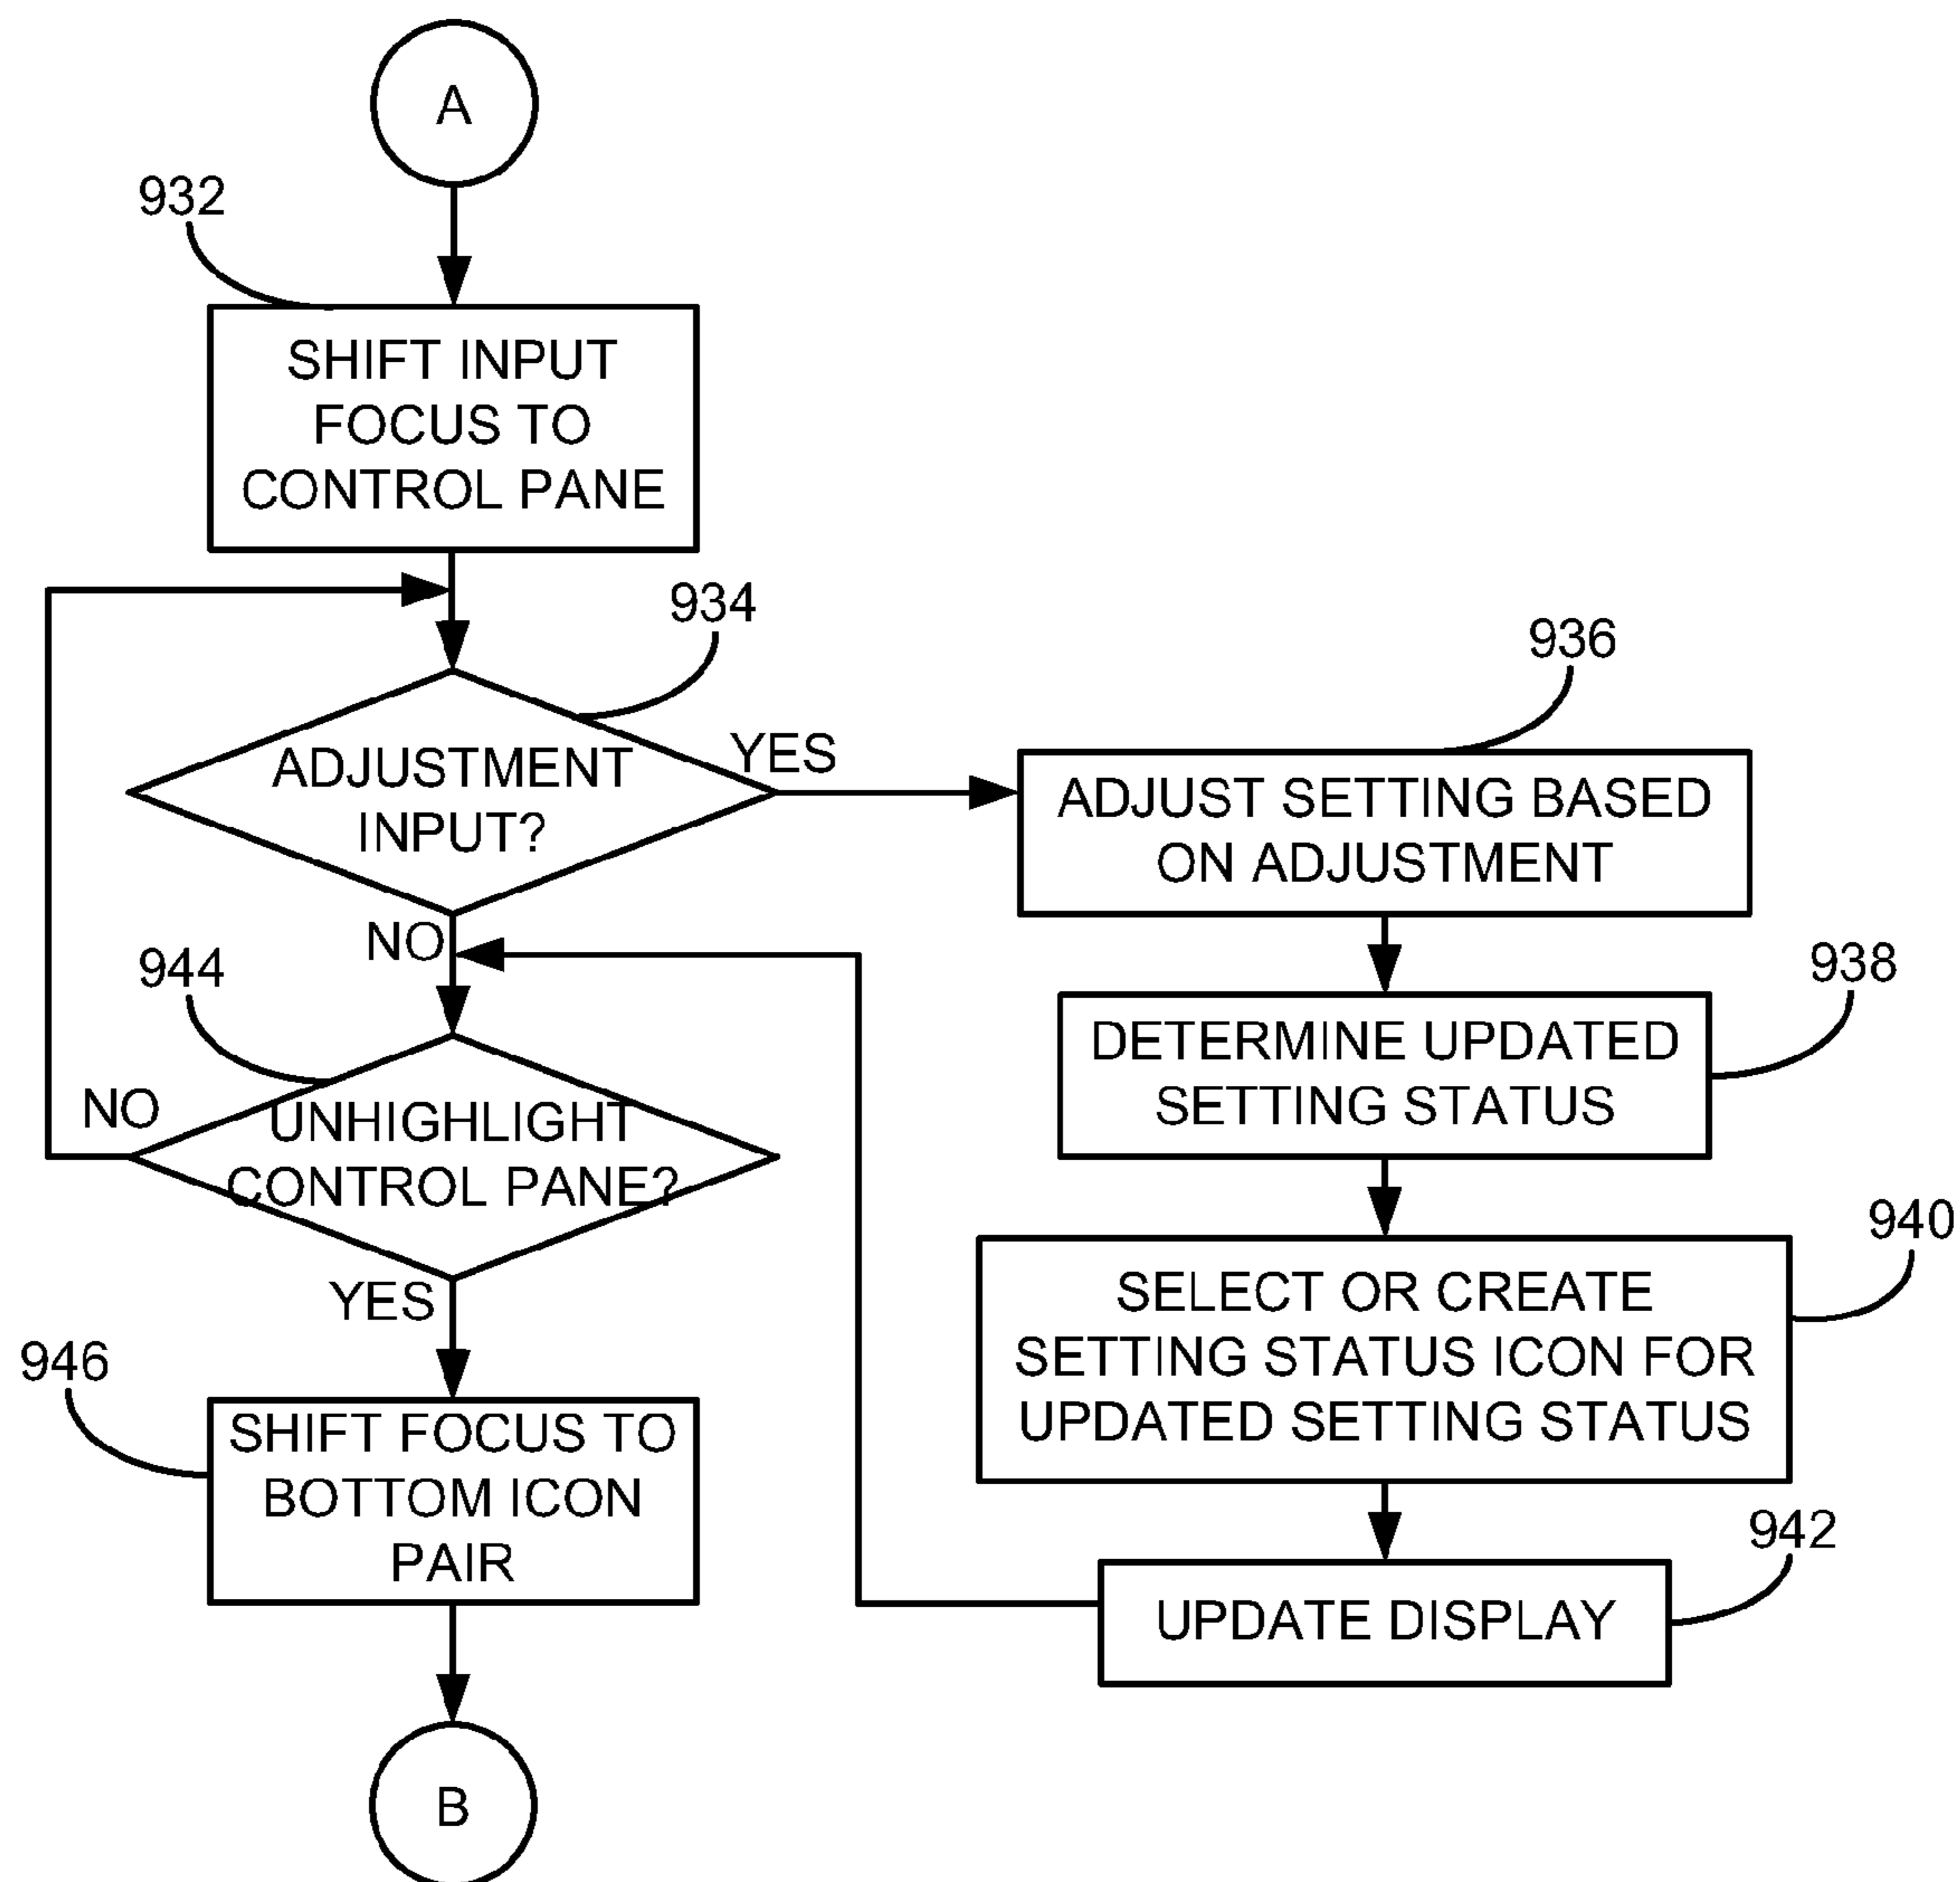 A
932
SHIFT INPUT
FOCUS TO
CONTROL PANE
934
ADJUSTMENT
INPUT?
YES
NO
936
ADJUST SETTING BASED
ON ADJUSTMENT
938
DETERMINE UPDATED
SETTING STATUS
940
SELECT OR CREATE
SETTING STATUS ICON FOR
UPDATED SETTING STATUS
942
UPDATE DISPLAY
944
UNHIGHLIGHT
CONTROL PANE?
NO
YES
946
SHIFT FOCUS TO
BOTTOM ICON
PAIR
B